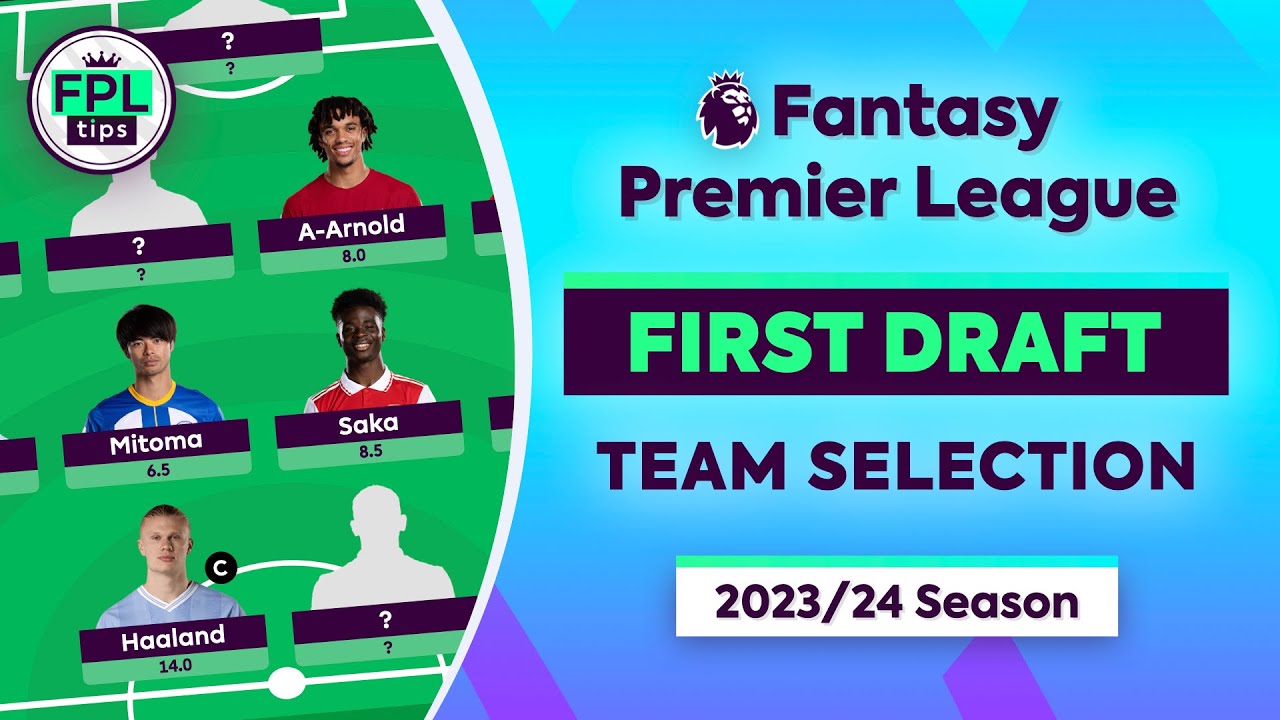 FPL
tips
?
?
?
?
A-Arnold
8.0
Mitoma
6.5
Saka
8.5
Haaland
14.0
C
?
?
Fantasy
Premier League
FIRST DRAFT
TEAM SELECTION
2023/24 Season